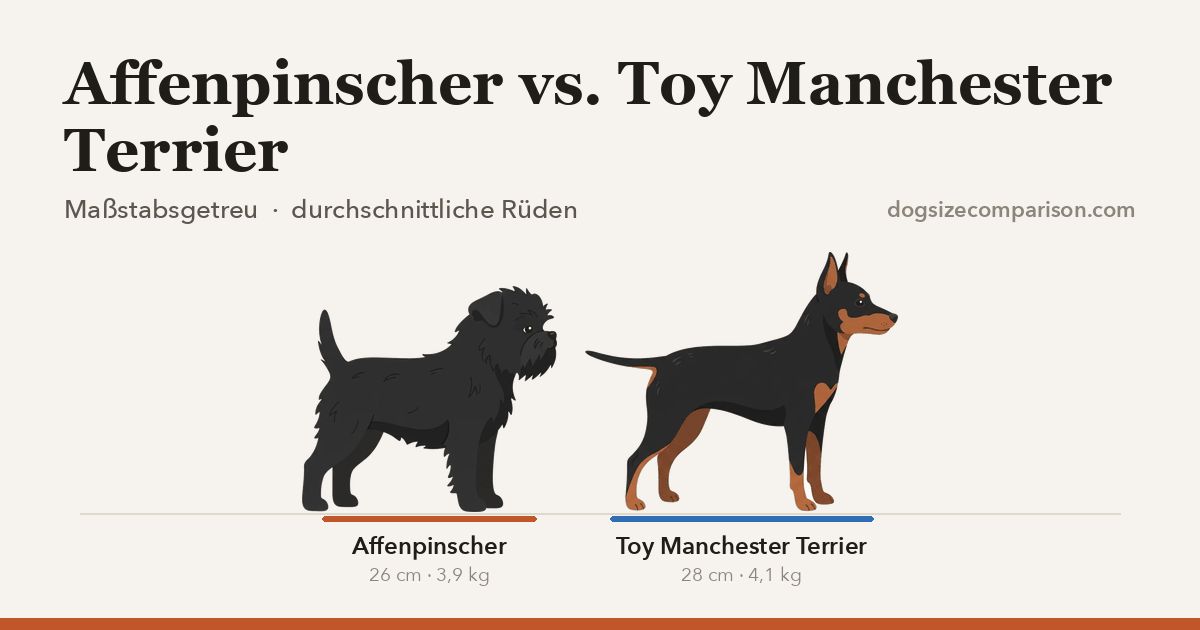 Affenpinscher vs. Toy Manchester
Terrier
Maßstabsgetreu · durchschnittliche Rüden
dogsizecomparison.com
Affenpinscher
26 cm · 3,9 kg
Toy Manchester Terrier
28 cm · 4,1 kg